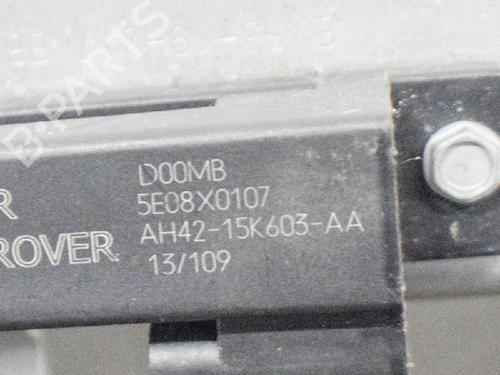 B-PARTS
D00MB
5E08X0107
R
AH42-15K603-AA
ROVER
13/109